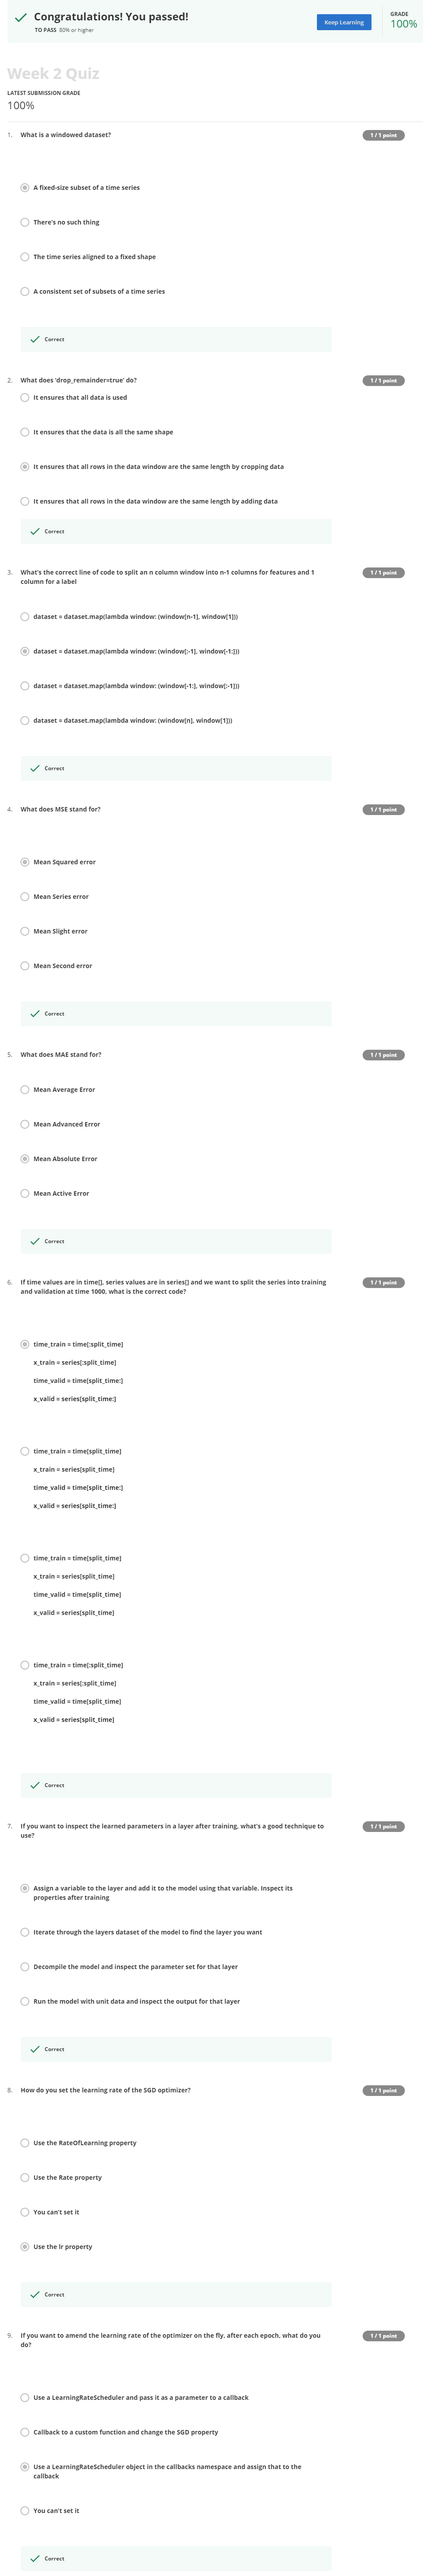 Congratulations! You passed!
TO PASS 80% or higher
Keep Learning
GRADE
100%
Week 2 Quiz
LATEST SUBMISSION GRADE
100%
1. What is a windowed dataset?
1 / 1 point
A fixed-size subset of a time series
There's no such thing
The time series aligned to a fixed shape
A consistent set of subsets of a time series
Correct
2. What does 'drop_remainder=true' do?
1 / 1 point
It ensures that all data is used
It ensures that the data is all the same shape
It ensures that all rows in the data window are the same length by cropping data
It ensures that all rows in the data window are the same length by adding data
Correct
3. What's the correct line of code to split an n column window into n-1 columns for features and 1
column for a label
1 / 1 point
dataset = dataset.map(lambda window: (window[n-1], window[1]))
dataset = dataset.map(lambda window: (window[:-1], window[-1:]))
dataset = dataset.map(lambda window: (window[-1:], window[:-1]))
dataset = dataset.map(lambda window: (window[n], window[1]))
Correct
4. What does MSE stand for?
1 / 1 point
Mean Squared error
Mean Series error
Mean Slight error
Mean Second error
Correct
5. What does MAE stand for?
1 / 1 point
Mean Average Error
Mean Advanced Error
Mean Absolute Error
Mean Active Error
Correct
6. If time values are in time[], series values are in series[] and we want to split the series into training
and validation at time 1000, what is the correct code?
1 / 1 point
time_train = time[:split_time]
x_train = series[:split_time]
time_valid = time[split_time:]
x_valid = series[split_time:]
time_train = time[split_time]
x_train = series[split_time]
time_valid = time[split_time:]
x_valid = series[split_time:]
time_train = time[split_time]
x_train = series[split_time]
time_valid = time[split_time]
x_valid = series[split_time]
time_train = time[:split_time]
x_train = series[:split_time]
time_valid = time[split_time]
x_valid = series[split_time]
Correct
7. If you want to inspect the learned parameters in a layer after training, what's a good technique to
use?
1 / 1 point
Assign a variable to the layer and add it to the model using that variable. Inspect its
properties after training
Iterate through the layers dataset of the model to find the layer you want
Decompile the model and inspect the parameter set for that layer
Run the model with unit data and inspect the output for that layer
Correct
8. How do you set the learning rate of the SGD optimizer?
1 / 1 point
Use the RateOfLearning property
Use the Rate property
You can't set it
Use the lr property
Correct
9. If you want to amend the learning rate of the optimizer on the fly, after each epoch, what do you
do?
1 / 1 point
Use a LearningRateScheduler and pass it as a parameter to a callback
Callback to a custom function and change the SGD property
Use a LearningRateScheduler object in the callbacks namespace and assign that to the
callback
You can't set it
Correct